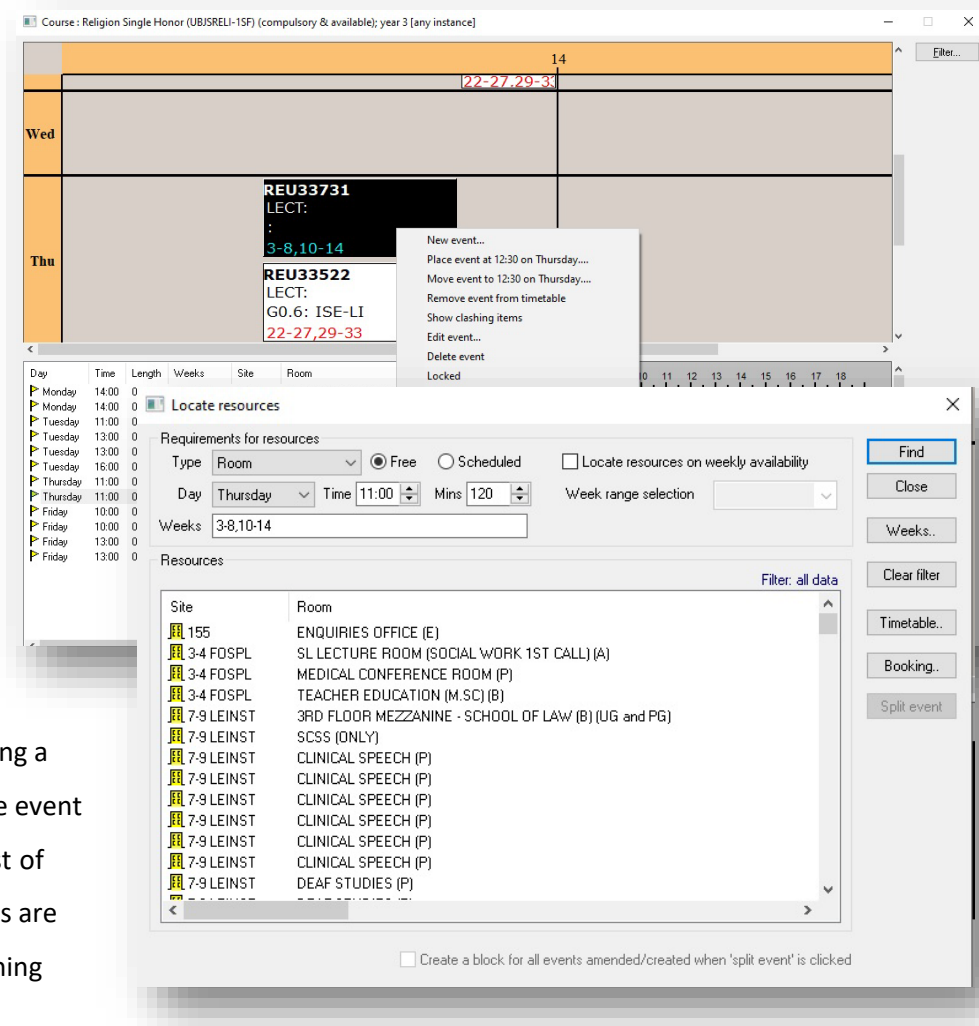 Course : Religion Single Honor (UBJSRELI-1SF) (compulsory & available); year 3 [any instance]
Filter...
14
22-27,29-33
Wed
Thu
REU33731
LECT:
:
3-8,10-14
REU33522
LECT:
G0.6: ISE-LI
22-27,29-33
New event...
Place event at 12:30 on Thursday....
Move event to 12:30 on Thursday....
Remove event from timetable
Show clashing items
Edit event...
Delete event
Locked
Day Time Length Weeks Site Room
11 12 13 14 15 16 17 18
Monday 14:00 0
Monday 14:00 0
Tuesday 11:00 0
Tuesday 13:00 0
Tuesday 13:00 0
Tuesday 16:00 0
Thursday 11:00 0
Thursday 11:00 0
Friday 10:00 0
Friday 10:00 0
Friday 13:00 0
Friday 13:00 0
Locate resources
Requirements for resources
Type Room Free Scheduled Locate resources on weekly availability
Day Thursday Time 11:00 Mins 120 Week range selection
Weeks 3-8,10-14
Find
Close
Weeks..
Clear filter
Timetable..
Booking..
Split event
Resources
Filter: all data
Site Room
155 ENQUIRIES OFFICE (E)
3-4 FOSPL SL LECTURE ROOM (SOCIAL WORK 1ST CALL) (A)
3-4 FOSPL MEDICAL CONFERENCE ROOM (P)
3-4 FOSPL TEACHER EDUCATION (M.SC) (B)
7-9 LEINST 3RD FLOOR MEZZANINE - SCHOOL OF LAW (B) (UG and PG)
7-9 LEINST SCSS (ONLY)
7-9 LEINST CLINICAL SPEECH (P)
7-9 LEINST CLINICAL SPEECH (P)
7-9 LEINST CLINICAL SPEECH (P)
7-9 LEINST CLINICAL SPEECH (P)
7-9 LEINST CLINICAL SPEECH (P)
7-9 LEINST CLINICAL SPEECH (P)
7-9 LEINST DEAF STUDIES (P)
Create a block for all events amended/created when 'split event' is clicked
ing a
e event
st of
s are
ning